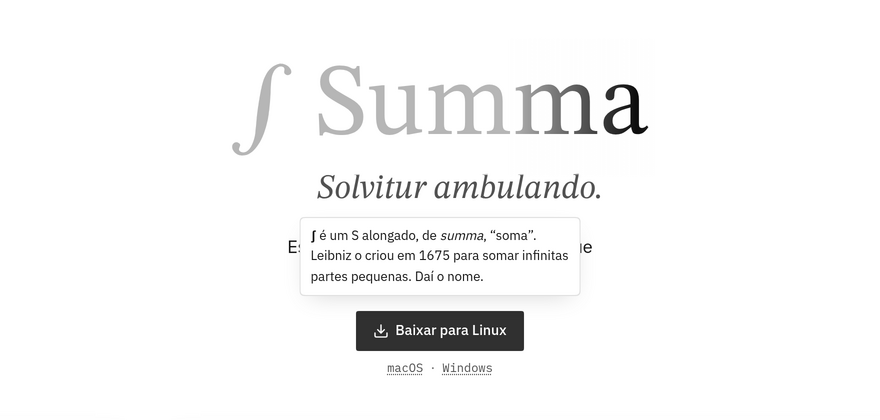 ∫ Summa
Solvitur ambulando.
∫ é um S alongado, de summa, “soma”.
Leibniz o criou em 1675 para somar infinitas
partes pequenas. Daí o nome.
Baixar para Linux
macOS · Windows